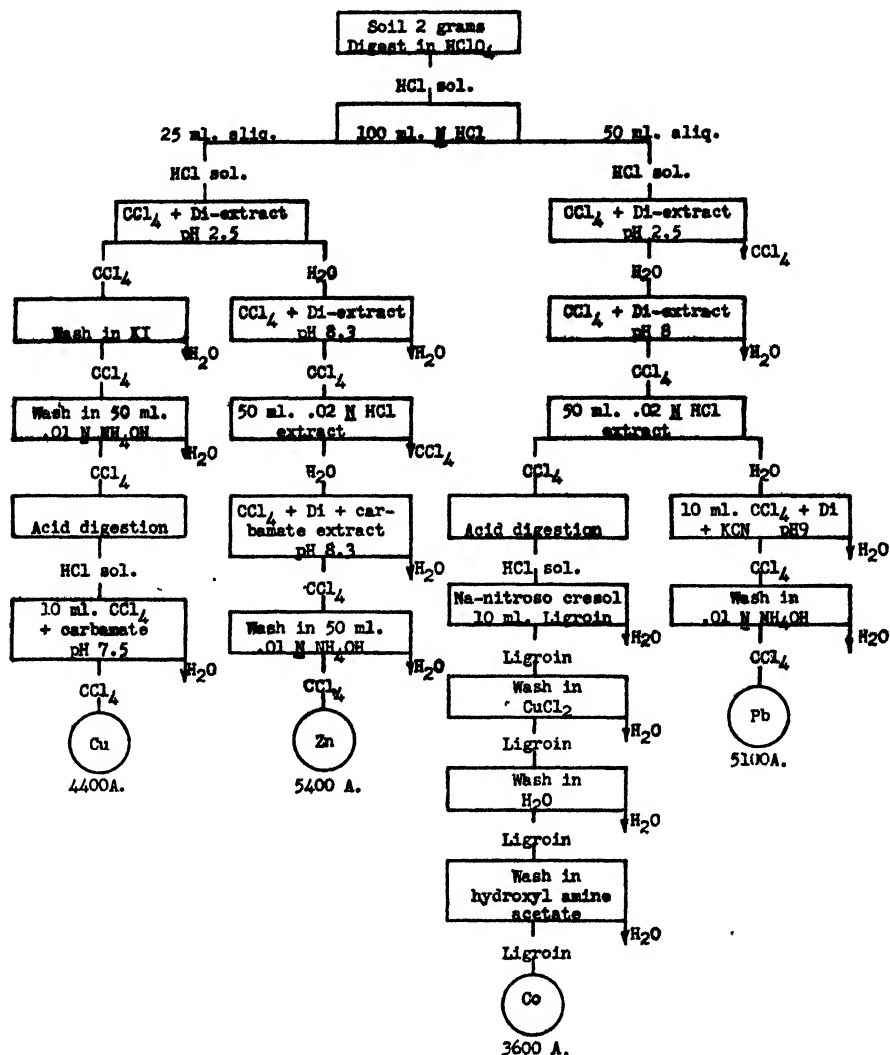 Soil 2 grams
Digest in HClO4
HCl sol.
25 ml. aliq.
100 ml. N HCl
50 ml. aliq.
HCl sol.
CCl4 + Di-extract
pH 2.5
CCl4
Wash in KI
H2O
CCl4
Wash in 50 ml.
.01 N NH4OH
H2O
CCl4
Acid digestion
HCl sol.
10 ml. CCl4
+ carbamate
pH 7.5
H2O
CCl4
Cu
4400A.
H2O
CCl4 + Di-extract
pH 8.3
H2O
CCl4
50 ml. .02 N HCl
extract
CCl4
H2O
CCl4 + Di + car-
bamate extract
pH 8.3
H2O
CCl4
Wash in 50 ml.
.01 N NH4OH
H2O
CCl4
Zn
5400 A.
HCl sol.
CCl4 + Di-extract
pH 2.5
CCl4
H2O
CCl4 + Di-extract
pH 8
H2O
CCl4
50 ml. .02 N HCl
extract
CCl4
Acid digestion
HCl sol.
Na-nitroso cresol
10 ml. Ligroin
H2O
Ligroin
Wash in
CuCl2
H2O
Ligroin
Wash in
H2O
H2O
Ligroin
Wash in
hydroxyl amine
acetate
H2O
Ligroin
Co
3600 A.
H2O
10 ml. CCl4 + Di
+ KCN pH9
H2O
CCl4
Wash in
.01 N NH4OH
H2O
CCl4
Pb
5100A.